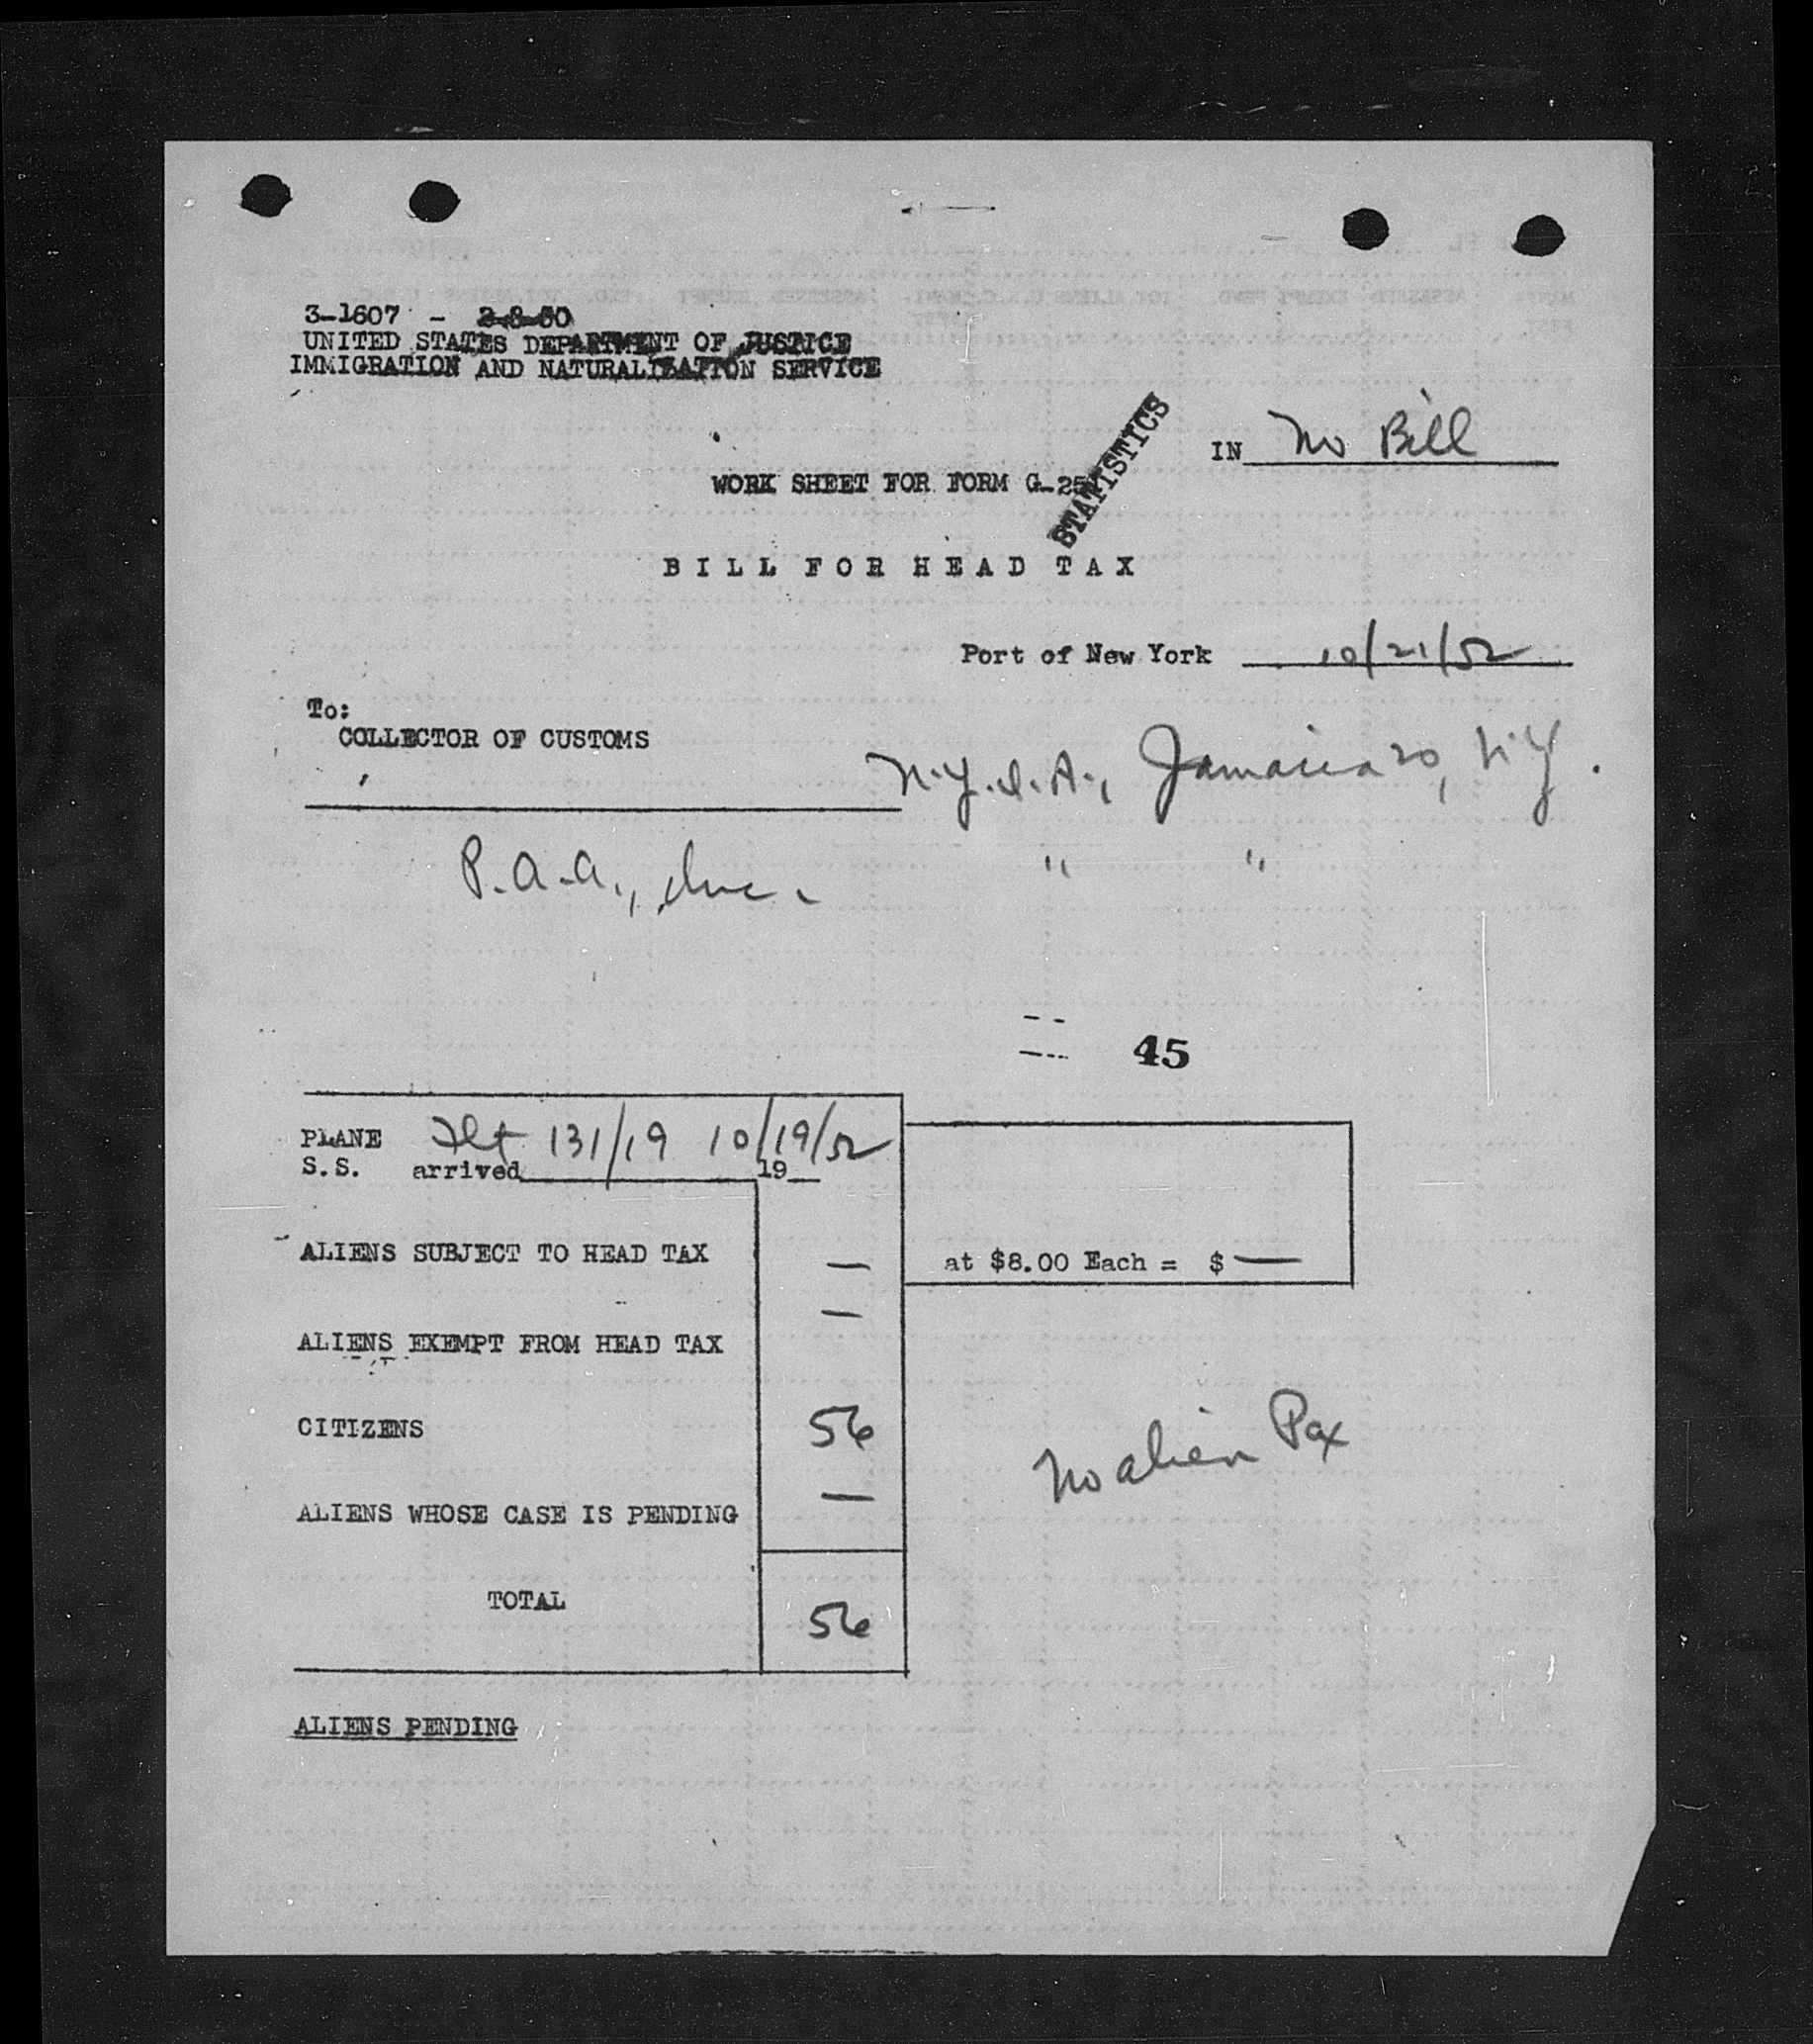 3-1607 - 2-8-50
UNITED STATES DEPARTMENT OF JUSTICE
IMMIGRATION AND NATURALIZATION SERVICE
STATISTICS
IN No Bill
WORK SHEET FOR FORM G-25
BILL FOR HEAD TAX
Port of New York 10/21/52
To:
COLLECTOR OF CUSTOMS
N.Y.I.A., Jamaica 20, N.Y.
P.A.A., Inc. " "
45
PLANE Flt 131/19 10/19/52
S.S. arrived 19
ALIENS SUBJECT TO HEAD TAX —
at $8.00 Each = $ —
ALIENS EXEMPT FROM HEAD TAX —
CITIZENS 56
No alien Pax
ALIENS WHOSE CASE IS PENDING —
TOTAL 56
ALIENS PENDING